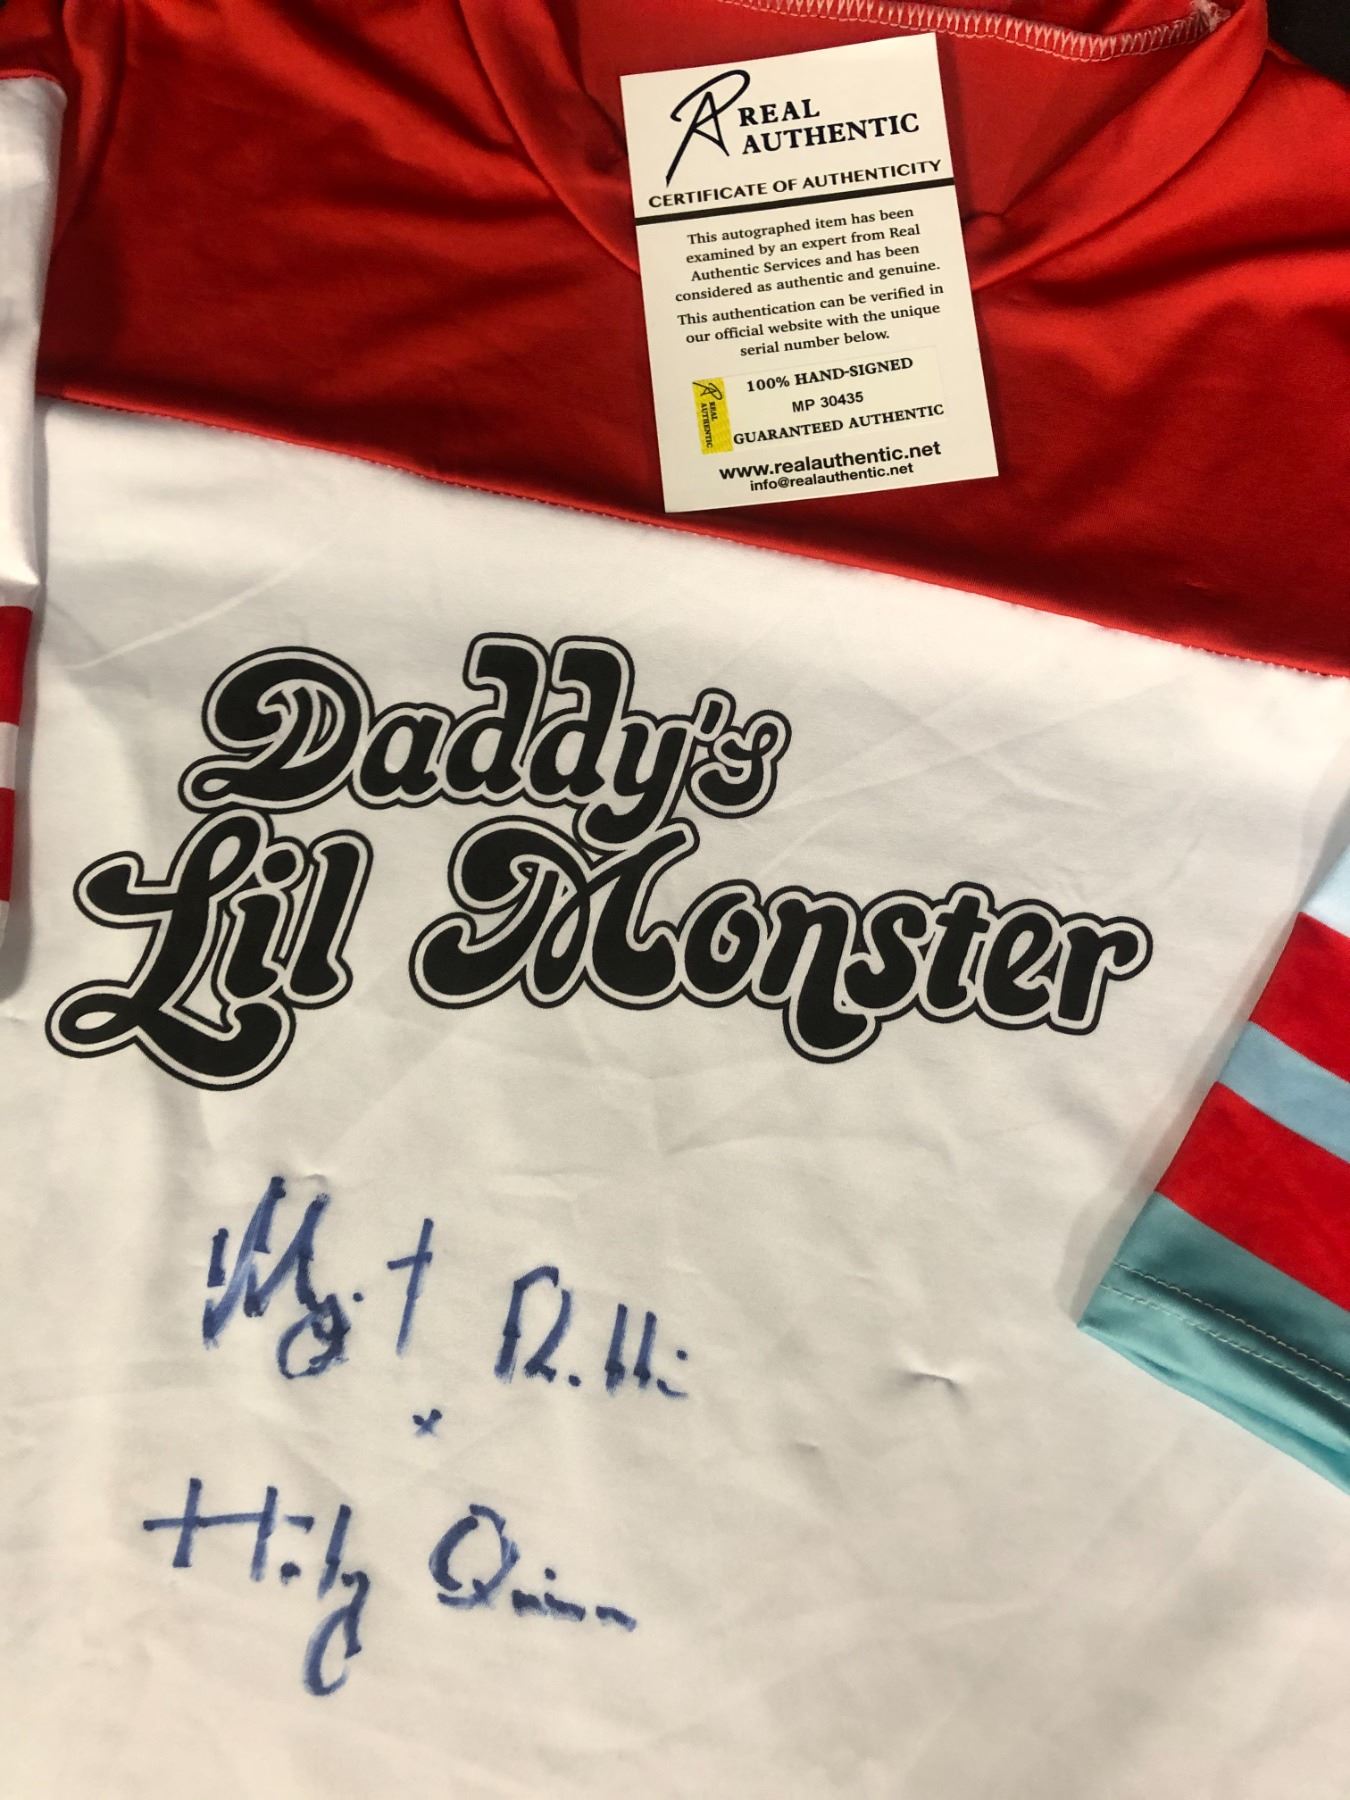 REAL
AUTHENTIC
CERTIFICATE OF AUTHENTICITY
This autographed item has been
examined by an expert from Real
Authentic Services and has been
considered as authentic and genuine.
This authentication can be verified in
our official website with the unique
serial number below.
REAL AUTHENTIC
100% HAND-SIGNED
MP 30435
GUARANTEED AUTHENTIC
www.realauthentic.net
info@realauthentic.net
Daddy's
Lil Monster
x
Quinn